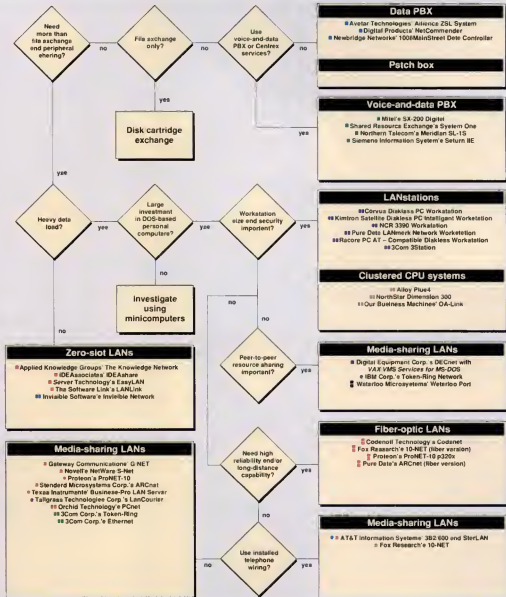 Need
more than
file exchange
and peripheral
sharing?
no
File exchange
only?
no
Use
voice-and-data
PBX or Centrex
services?
no
Data PBX
Avatar Technologies' Alliance ZSL System
Digital Products' NetCommander
Newbridge Networks' 1008 MainStreet Data Controller
Patch box
yes
Disk cartridge
exchange
yes
Voice-and-data PBX
Mitel's SX-200 Digital
Shared Resource Exchange's System One
Northern Telecom's Meridian SL-1S
Siemens Information System's Saturn IIE
yes
Heavy data
load?
yes
Large
investment
in DOS-based
personal
computers?
yes
Workstation
size and security
important?
yes
LANstations
Corvus Diskless PC Workstation
Kimtron Satellite Diskless PC Intelligent Workstation
NCR 3390 Workstation
Pure Data LANmark Network Workstation
Racore PC AT – Compatible Diskless Workstation
3Com 3Station
Clustered CPU systems
Alloy Plus4
NorthStar Dimension 300
Our Business Machines' OA-Link
no
Investigate
using
minicomputers
no
no
no
Zero-slot LANs
Applied Knowledge Groups' The Knowledge Network
IDEAssociates' IDEAshare
Server Technology's EasyLAN
The Software Link's LANLink
Invisible Software's Invisible Network
Peer-to-peer
resource sharing
important?
yes
Media-sharing LANs
Digital Equipment Corp.'s DECnet with
VAX VMS Services for MS-DOS
IBM Corp.'s Token-Ring Network
Waterloo Microsystems' Waterloo Port
no
Media-sharing LANs
Gateway Communications' G/NET
Novell's NetWare S-Net
Proteon's ProNET-10
Standard Microsystems Corp.'s ARCnet
Texas Instruments' Business-Pro LAN Server
Tallgrass Technologies Corp.'s LanCourier
Orchid Technology's PCnet
3Com Corp.'s Token-Ring
3Com Corp.'s Ethernet
Need high
reliability and/or
long-distance
capability?
yes
Fiber-optic LANs
Codenoll Technology's Codenet
Fox Research's 10-NET (fiber version)
Proteon's ProNET-10 p320x
Pure Data's ARCnet (fiber version)
no
no
Use installed
telephone
wiring?
yes
Media-sharing LANs
AT&T Information Systems' 3B2/600 and StarLAN
Fox Research's 10-NET